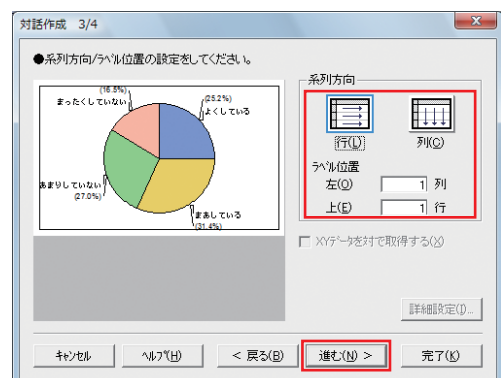 対話作成 3/4
●系列方向/ラベル位置の設定をしてください。
(16.5%)
まったくしていない
(25.2%)
よくしている
あまりしていない
(27.0%)
まあしている
(31.4%)
系列方向
行(L)
列(C)
ラベル位置
左(O) 1 列
上(E) 1 行
XYデータを対で取得する(X)
詳細設定(I)...
キャンセル
ヘルプ(H)
< 戻る(B)
進む(N) >
完了(K)